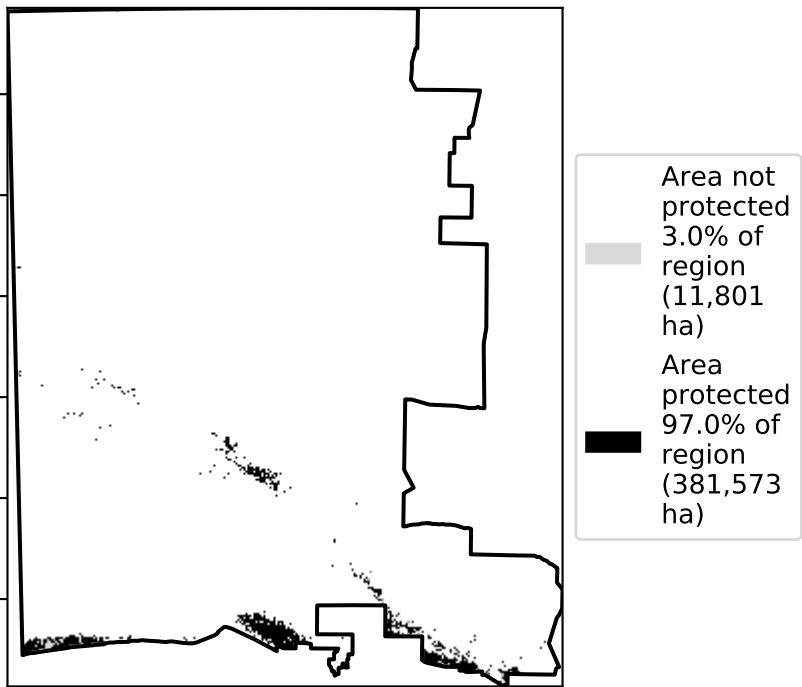 Area not
protected
3.0% of
region
(11,801
ha)
Area
protected
97.0% of
region
(381,573
ha)